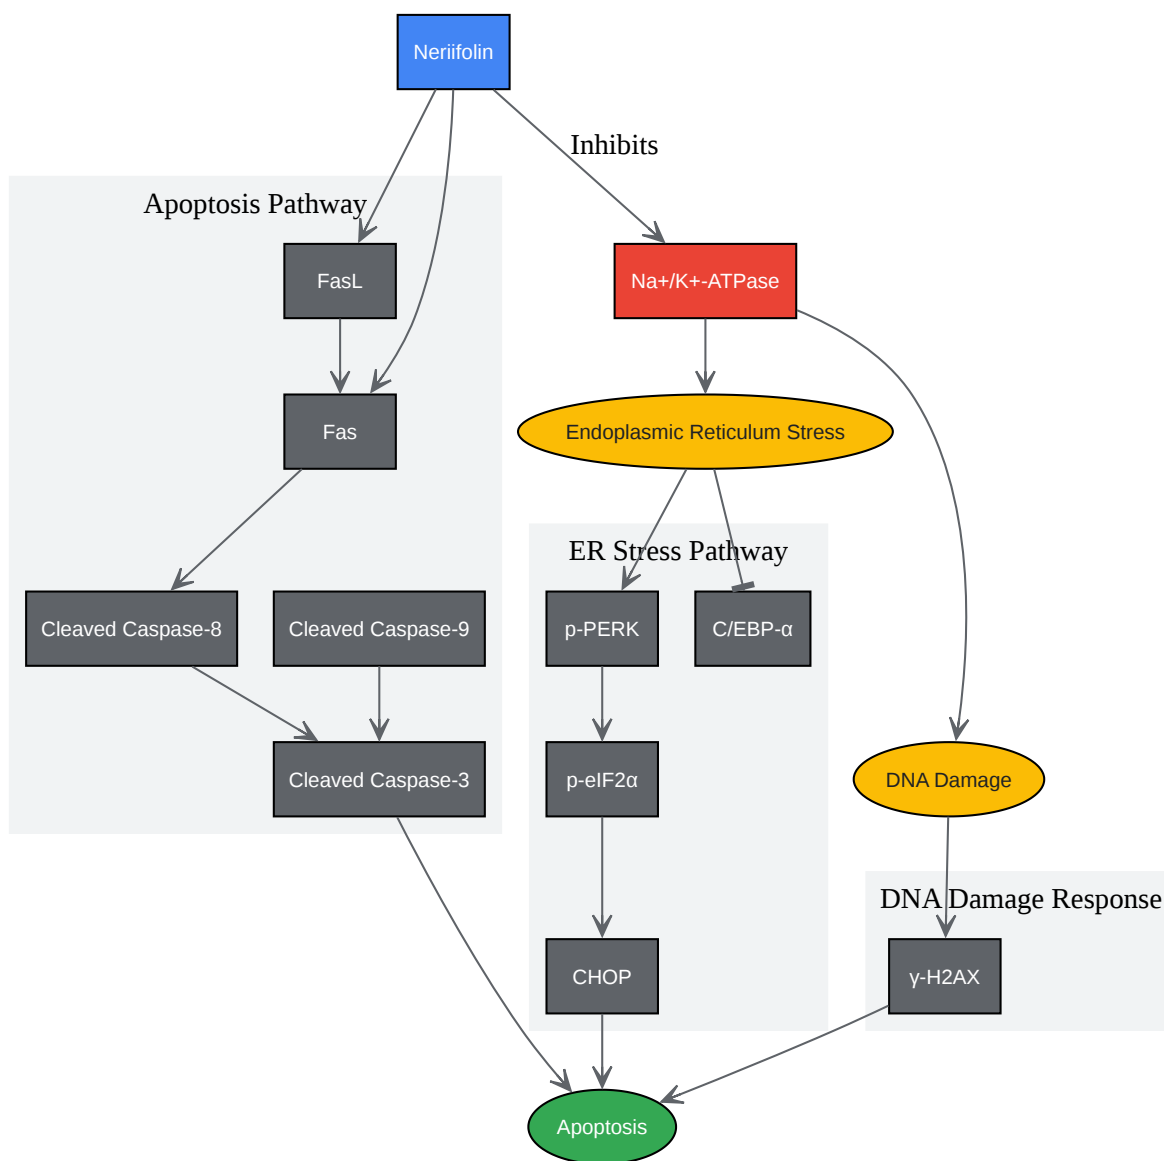 Neriifolin
Inhibits
Apoptosis Pathway
FasL
Na+/K+-ATPase
Fas
Endoplasmic Reticulum Stress
ER Stress Pathway
Cleaved Caspase-8
Cleaved Caspase-9
p-PERK
C/EBP-α
Cleaved Caspase-3
p-eIF2α
DNA Damage
DNA Damage Response
CHOP
γ-H2AX
Apoptosis